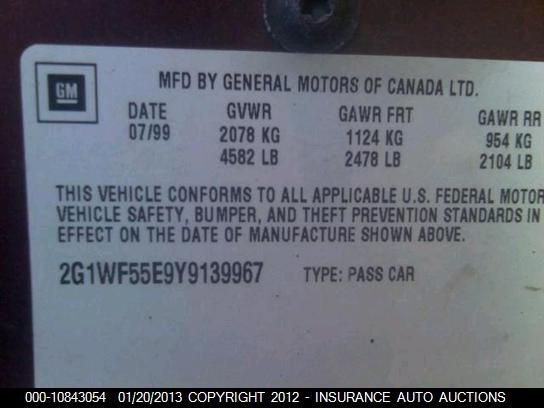 GM
MFD BY GENERAL MOTORS OF CANADA LTD.
DATE GVWR GAWR FRT GAWR RR
07/99 2078 KG 1124 KG 954 KG
4582 LB 2478 LB 2104 LB
THIS VEHICLE CONFORMS TO ALL APPLICABLE U.S. FEDERAL MOTOR
VEHICLE SAFETY, BUMPER, AND THEFT PREVENTION STANDARDS IN
EFFECT ON THE DATE OF MANUFACTURE SHOWN ABOVE.
2G1WF55E9Y9139967 TYPE: PASS CAR
000-10843054 01/20/2013 COPYRIGHT 2012 - INSURANCE AUTO AUCTIONS